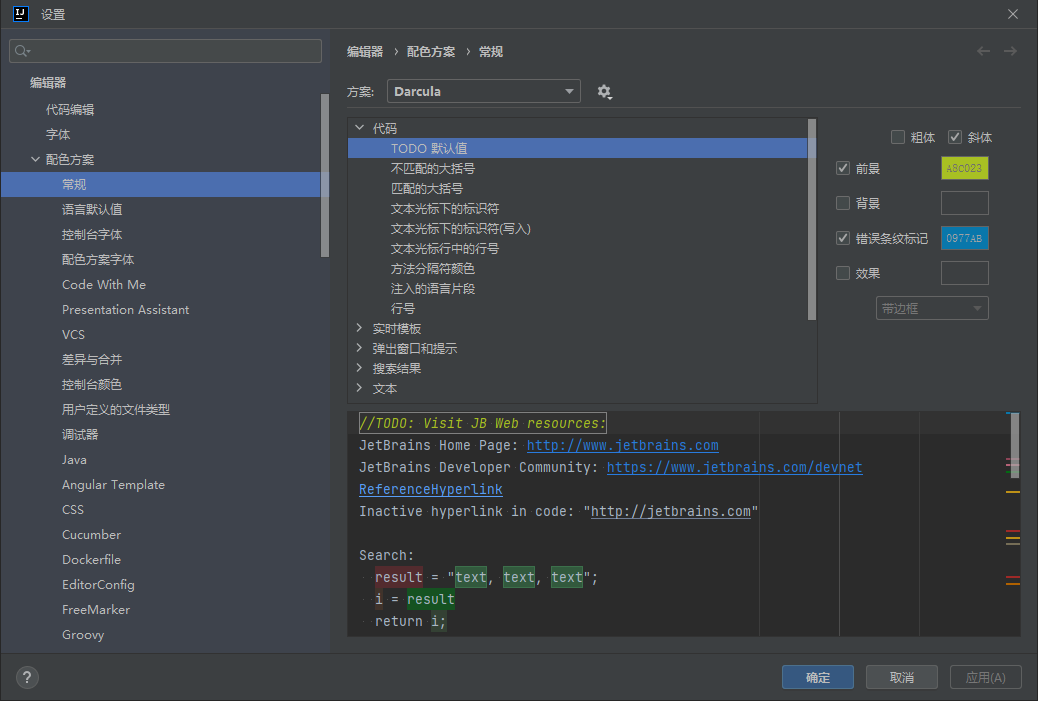 IJ 设置
编辑器
代码编辑
字体
配色方案
常规
语言默认值
控制台字体
配色方案字体
Code With Me
Presentation Assistant
VCS
差异与合并
控制台颜色
用户定义的文件类型
调试器
Java
Angular Template
CSS
Cucumber
Dockerfile
EditorConfig
FreeMarker
Groovy
编辑器 › 配色方案 › 常规
方案: Darcula
代码
TODO 默认值
不匹配的大括号
匹配的大括号
文本光标下的标识符
文本光标下的标识符(写入)
文本光标行中的行号
方法分隔符颜色
注入的语言片段
行号
实时模板
弹出窗口和提示
搜索结果
文本
粗体 斜体
前景 A8C023
背景
错误条纹标记 0977AB
效果
带边框
//TODO: Visit JB Web resources:
JetBrains Home Page: http://www.jetbrains.com
JetBrains Developer Community: https://www.jetbrains.com/devnet
ReferenceHyperlink
Inactive hyperlink in code: "http://jetbrains.com"
Search:
result = "text, text, text";
i = result
return i;
? 确定 取消 应用(A)